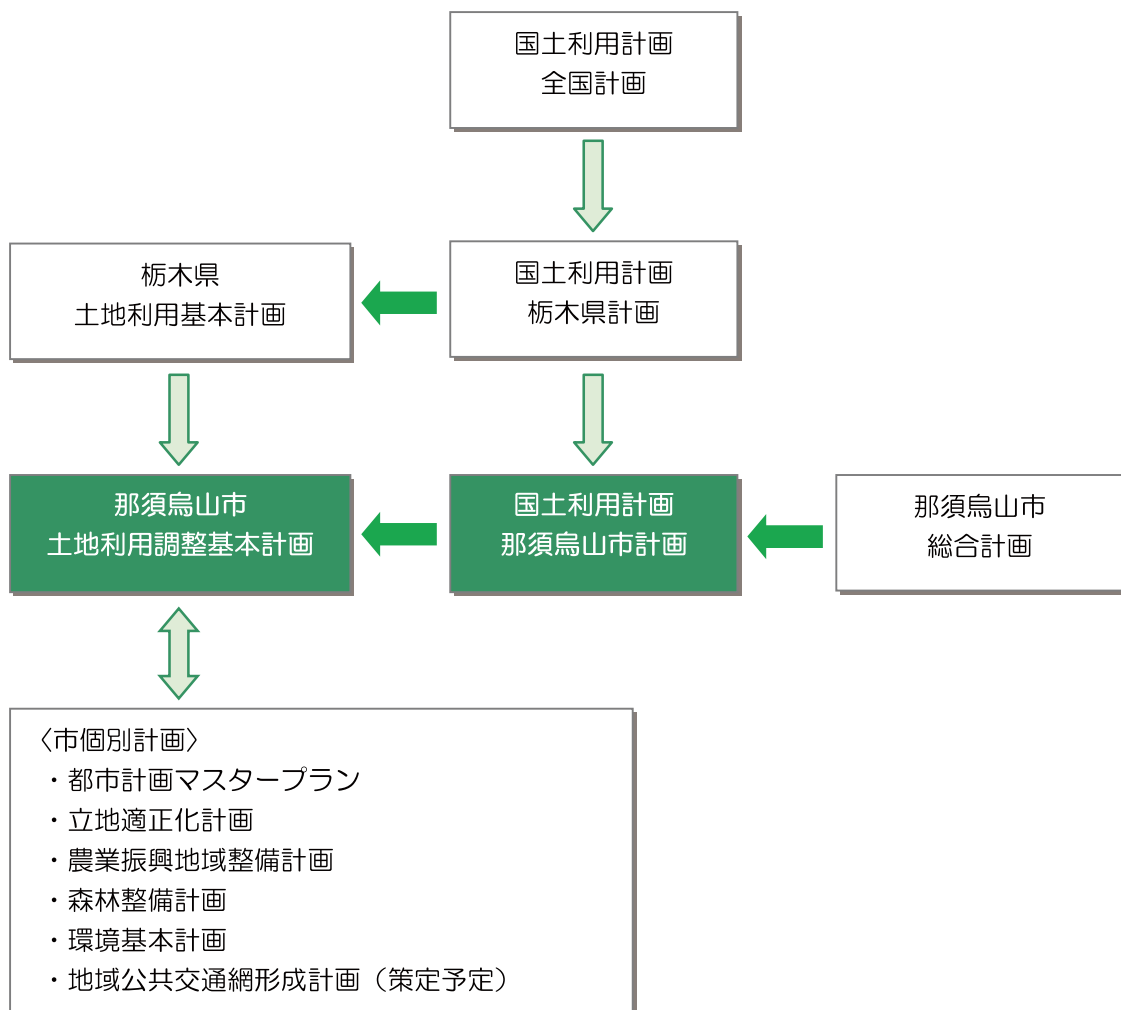 国土利用計画
全国計画
栃木県
土地利用基本計画
国土利用計画
栃木県計画
那須烏山市
土地利用調整基本計画
国土利用計画
那須烏山市計画
那須烏山市
総合計画
〈市個別計画〉
・都市計画マスタープラン
・立地適正化計画
・農業振興地域整備計画
・森林整備計画
・環境基本計画
・地域公共交通網形成計画（策定予定）